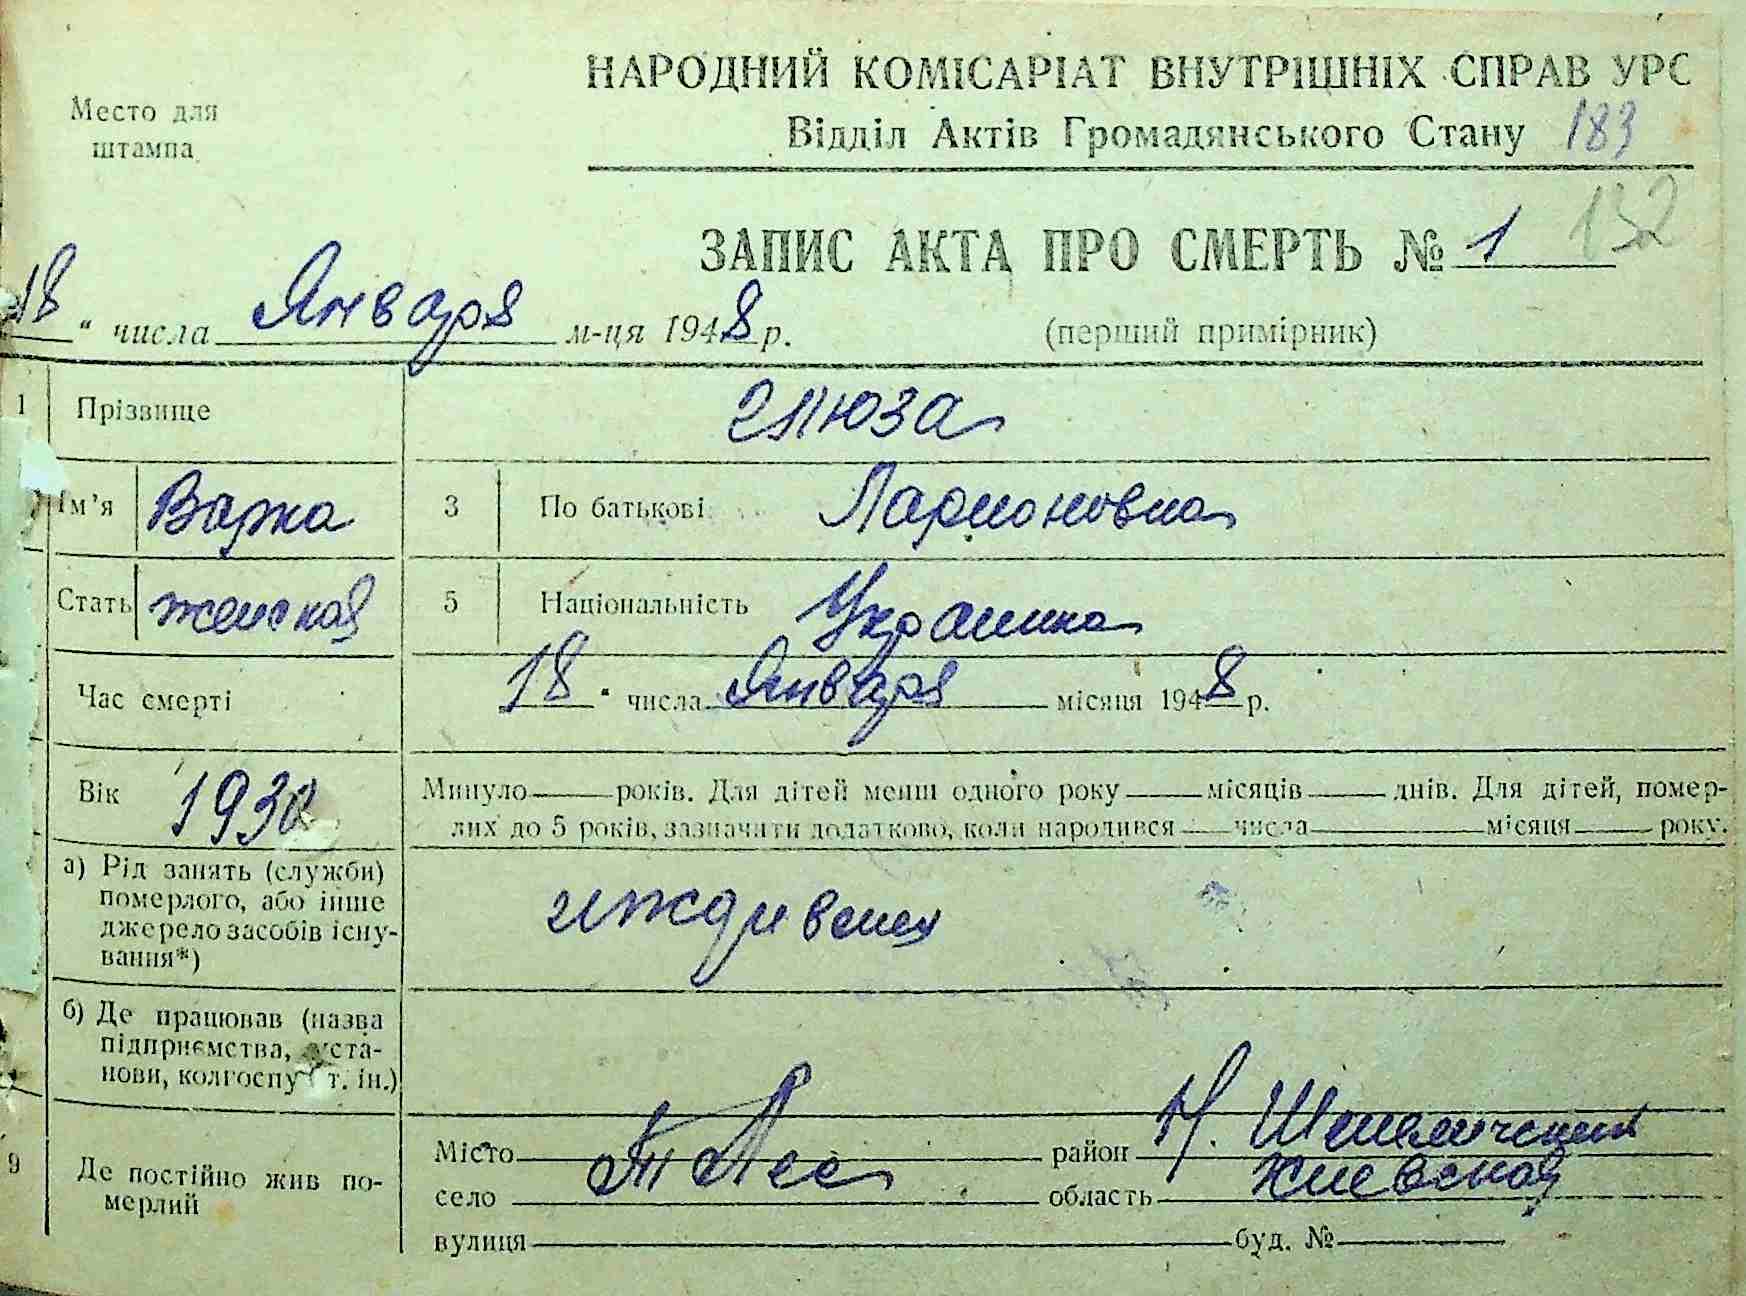 НАРОДНИЙ КОМІСАРІАТ ВНУТРІШНІХ СПРАВ УРС
Место для штампа
Відділ Актів Громадянського Стану 183
132
ЗАПИС АКТА ПРО СМЕРТЬ № 1
18 " числа Января м-ця 1948 р. (перший примірник)
1 Прізвище
Ім'я Варка 3 По батькові Ларионовна
Стать женская 5 Національність Украинка
Час смерті 18 " числа Января місяця 1948 р.
Вік 1930 Минуло років. Для дітей менш одного року місяців днів. Для дітей, помер-
лих до 5 років, зазначити додатково, коли народився числа місяця року.
а) Рід занять (служби)
померлого, або інше
джерело засобів існу-
вання*)
иждивенец
б) Де працював (назва
підприємства, уста-
нови, колгоспу і т. ін.)
9 Де постійно жив по-
мерлий
Місто район Н. Шепеличский
село Т Лес область Киевская
вулиця буд. №